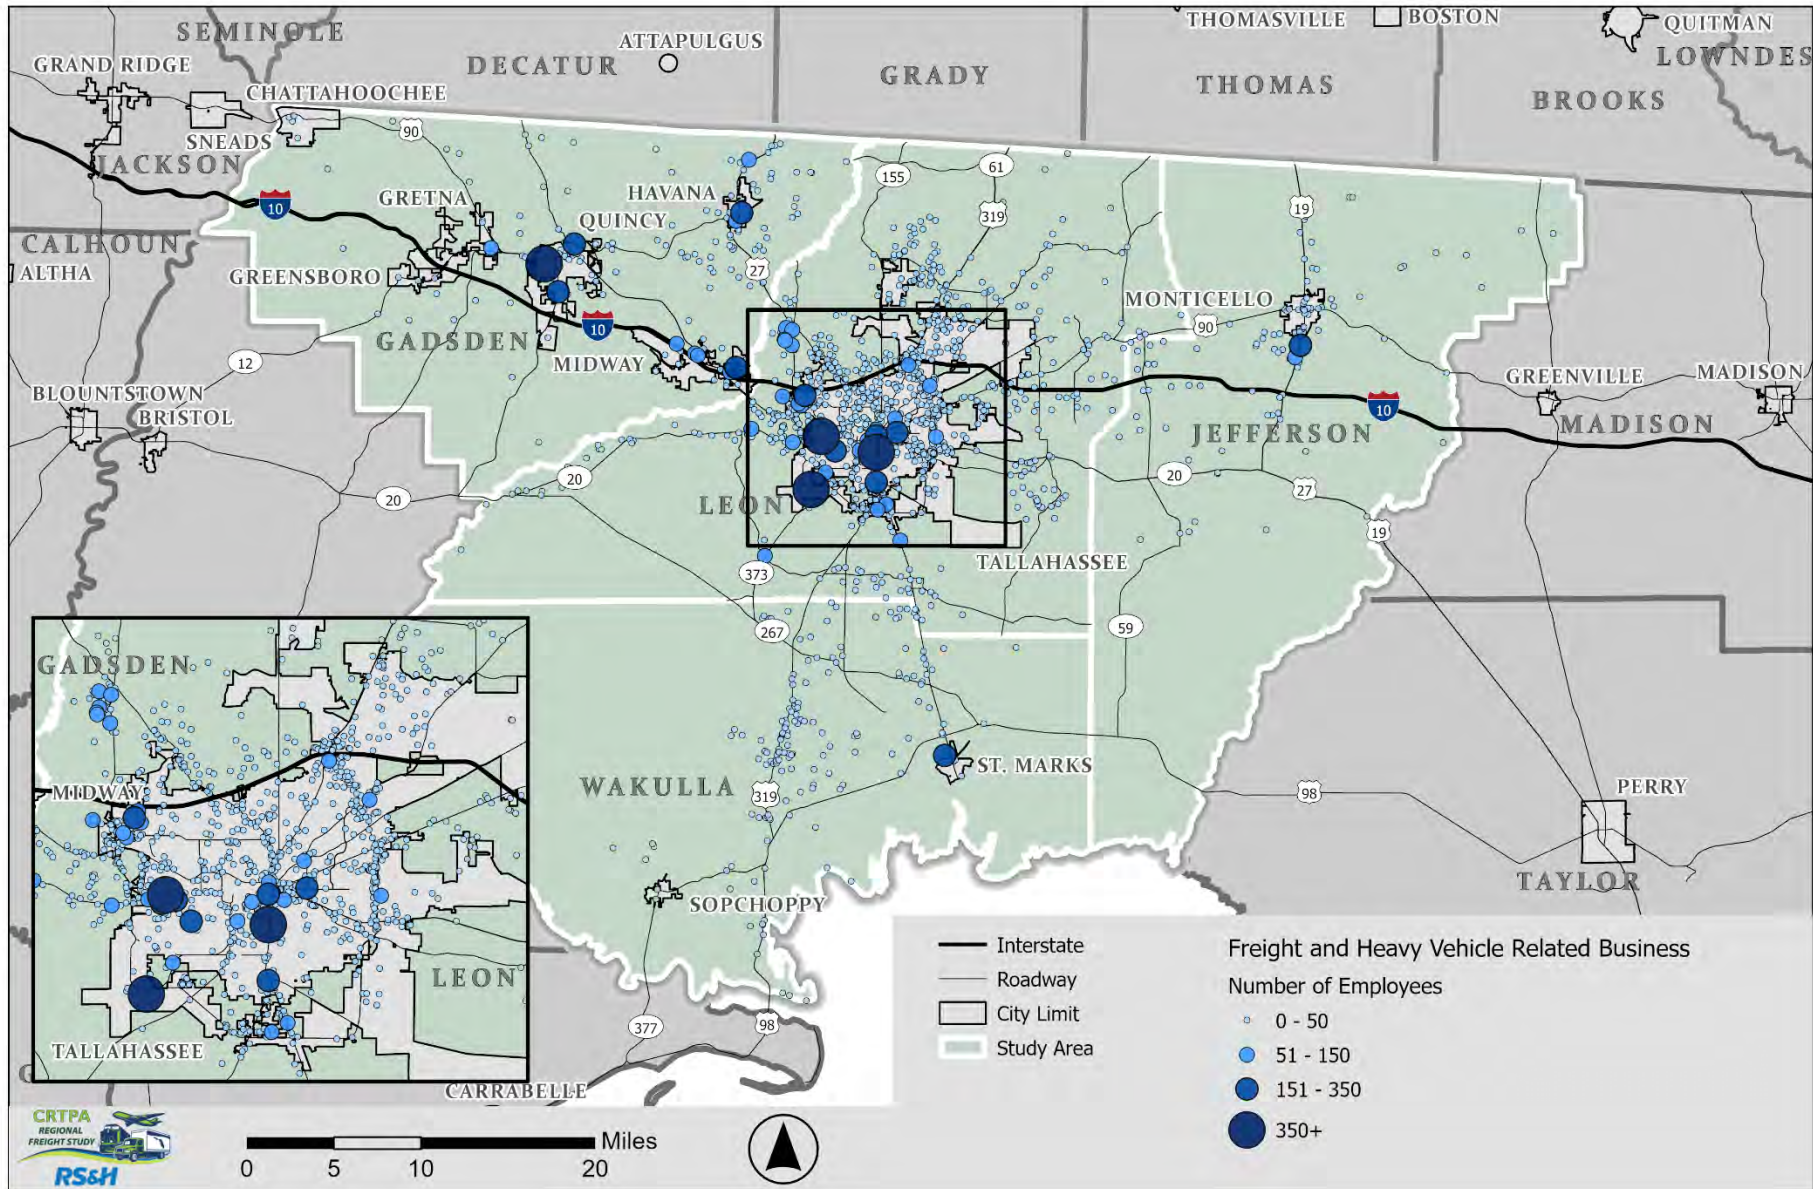 SEMINOLE
THOMASVILLE
BOSTON
QUITMAN
ATTAPULGUS
LOWNDES
GRAND RIDGE
DECATUR
GRADY
THOMAS
BROOKS
CHATTAHOOCHEE
90
SNEADS
JACKSON
61
155
10
GRETNA
HAVANA
319
19
QUINCY
CALHOUN
ALTHA
GREENSBORO
27
MONTICELLO
90
10
GADSDEN
MIDWAY
12
GREENVILLE
MADISON
BLOUNTSTOWN
BRISTOL
10
MADISON
JEFFERSON
20
20
20
27
LEON
19
TALLAHASSEE
373
267
59
GADSDEN
ST. MARKS
WAKULLA
MIDWAY
319
98
PERRY
TAYLOR
SOPCHOPPY
LEON
377
98
TALLAHASSEE
CARRABELLE
Interstate
Roadway
City Limit
Study Area
Freight and Heavy Vehicle Related Business
Number of Employees
0 - 50
51 - 150
151 - 350
350+
CRTPA
REGIONAL
FREIGHT STUDY
RS&H
Miles
0 5 10 20